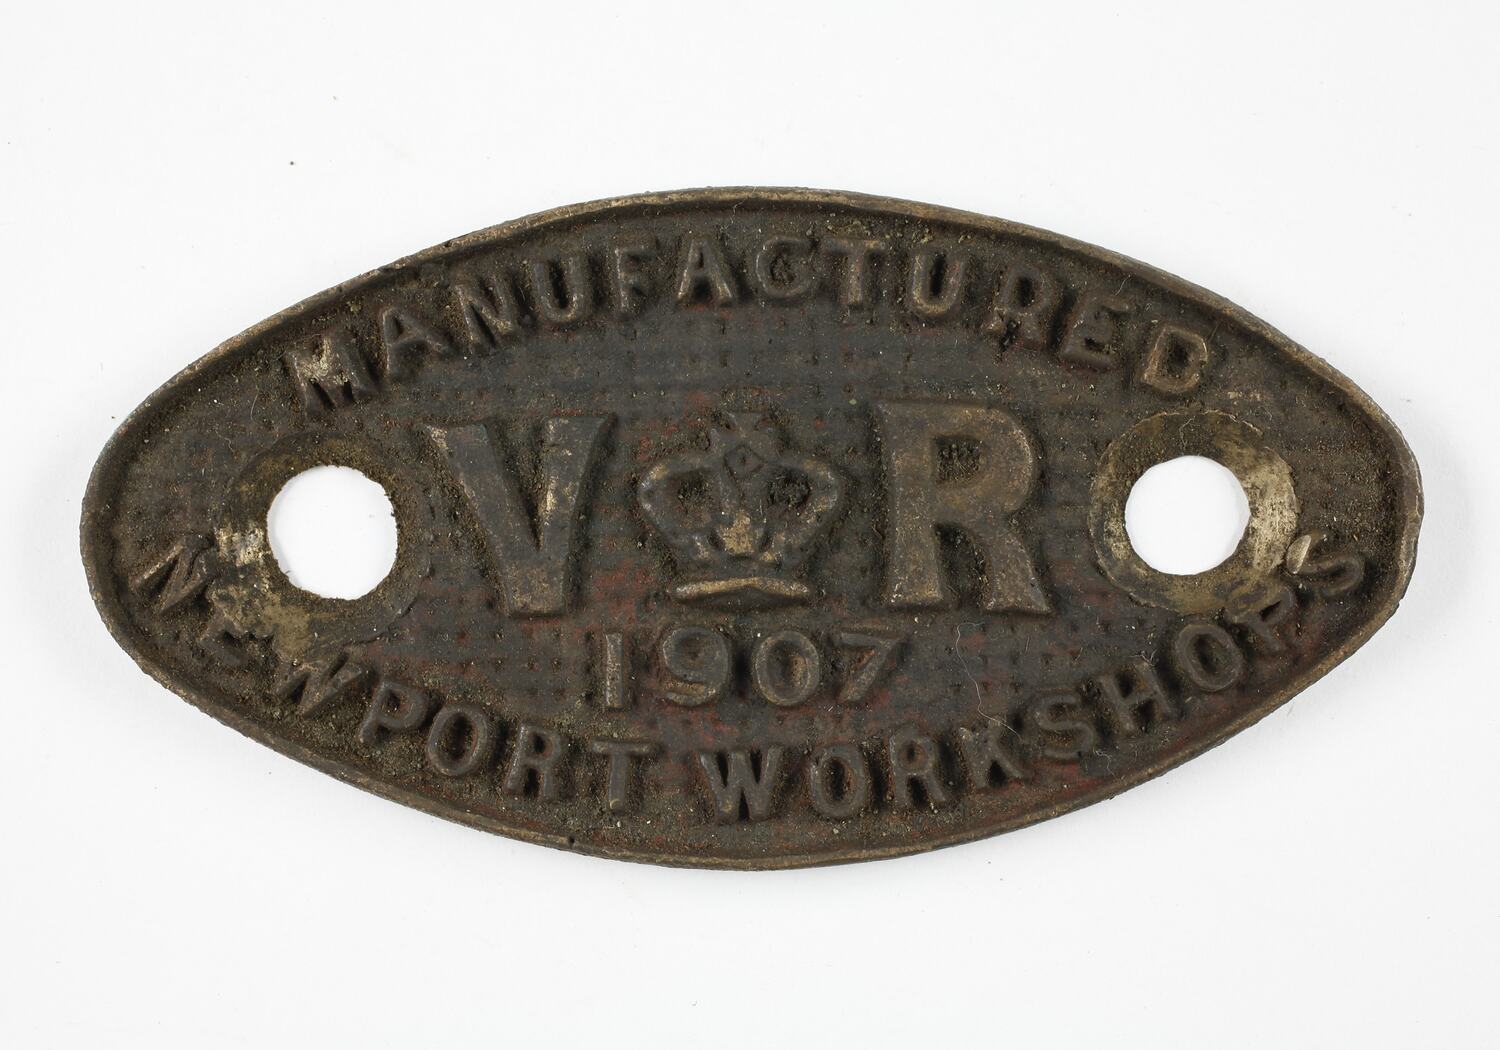 MANUFACTURED
V R
1907
NEWPORT WORKSHOPS